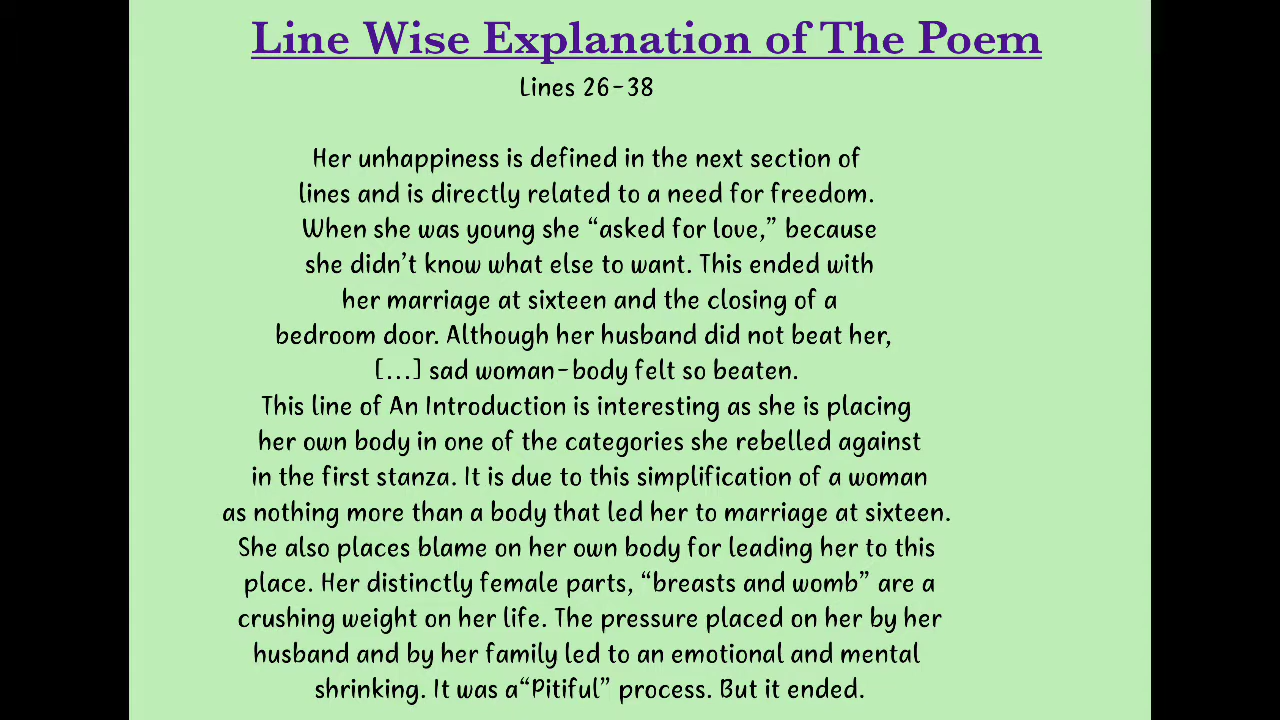 Line Wise Explanation of The Poem
Lines 26-38
Her unhappiness is defined in the next section of
lines and is directly related to a need for freedom.
When she was young she “asked for love,” because
she didn’t know what else to want. This ended with
her marriage at sixteen and the closing of a
bedroom door. Although her husband did not beat her,
[...] sad woman-body felt so beaten.
This line of An Introduction is interesting as she is placing
her own body in one of the categories she rebelled against
in the first stanza. It is due to this simplification of a woman
as nothing more than a body that led her to marriage at sixteen.
She also places blame on her own body for leading her to this
place. Her distinctly female parts, “breasts and womb” are a
crushing weight on her life. The pressure placed on her by her
husband and by her family led to an emotional and mental
shrinking. It was a“Pitiful” process. But it ended.